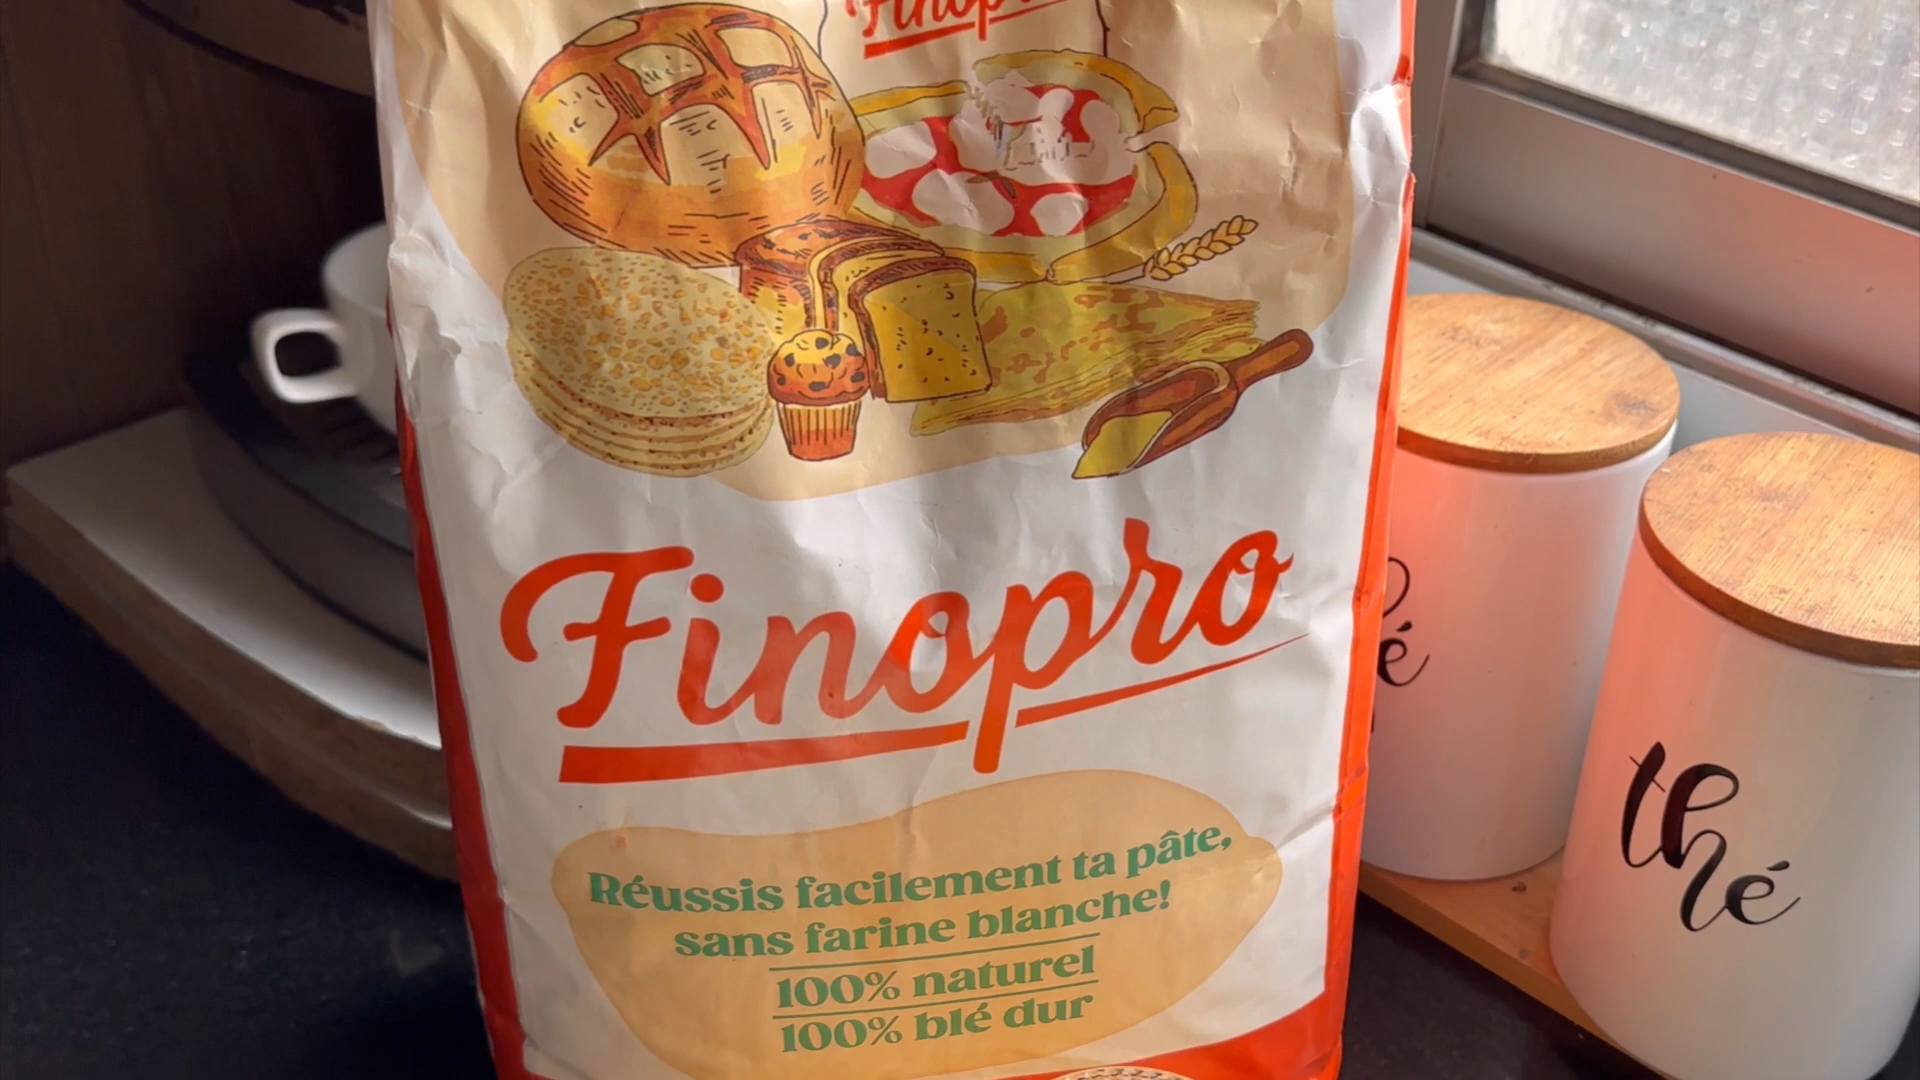 Finopro
Finopro
Réussis facilement ta pâte,
sans farine blanche!
100% naturel
100% blé dur
thé